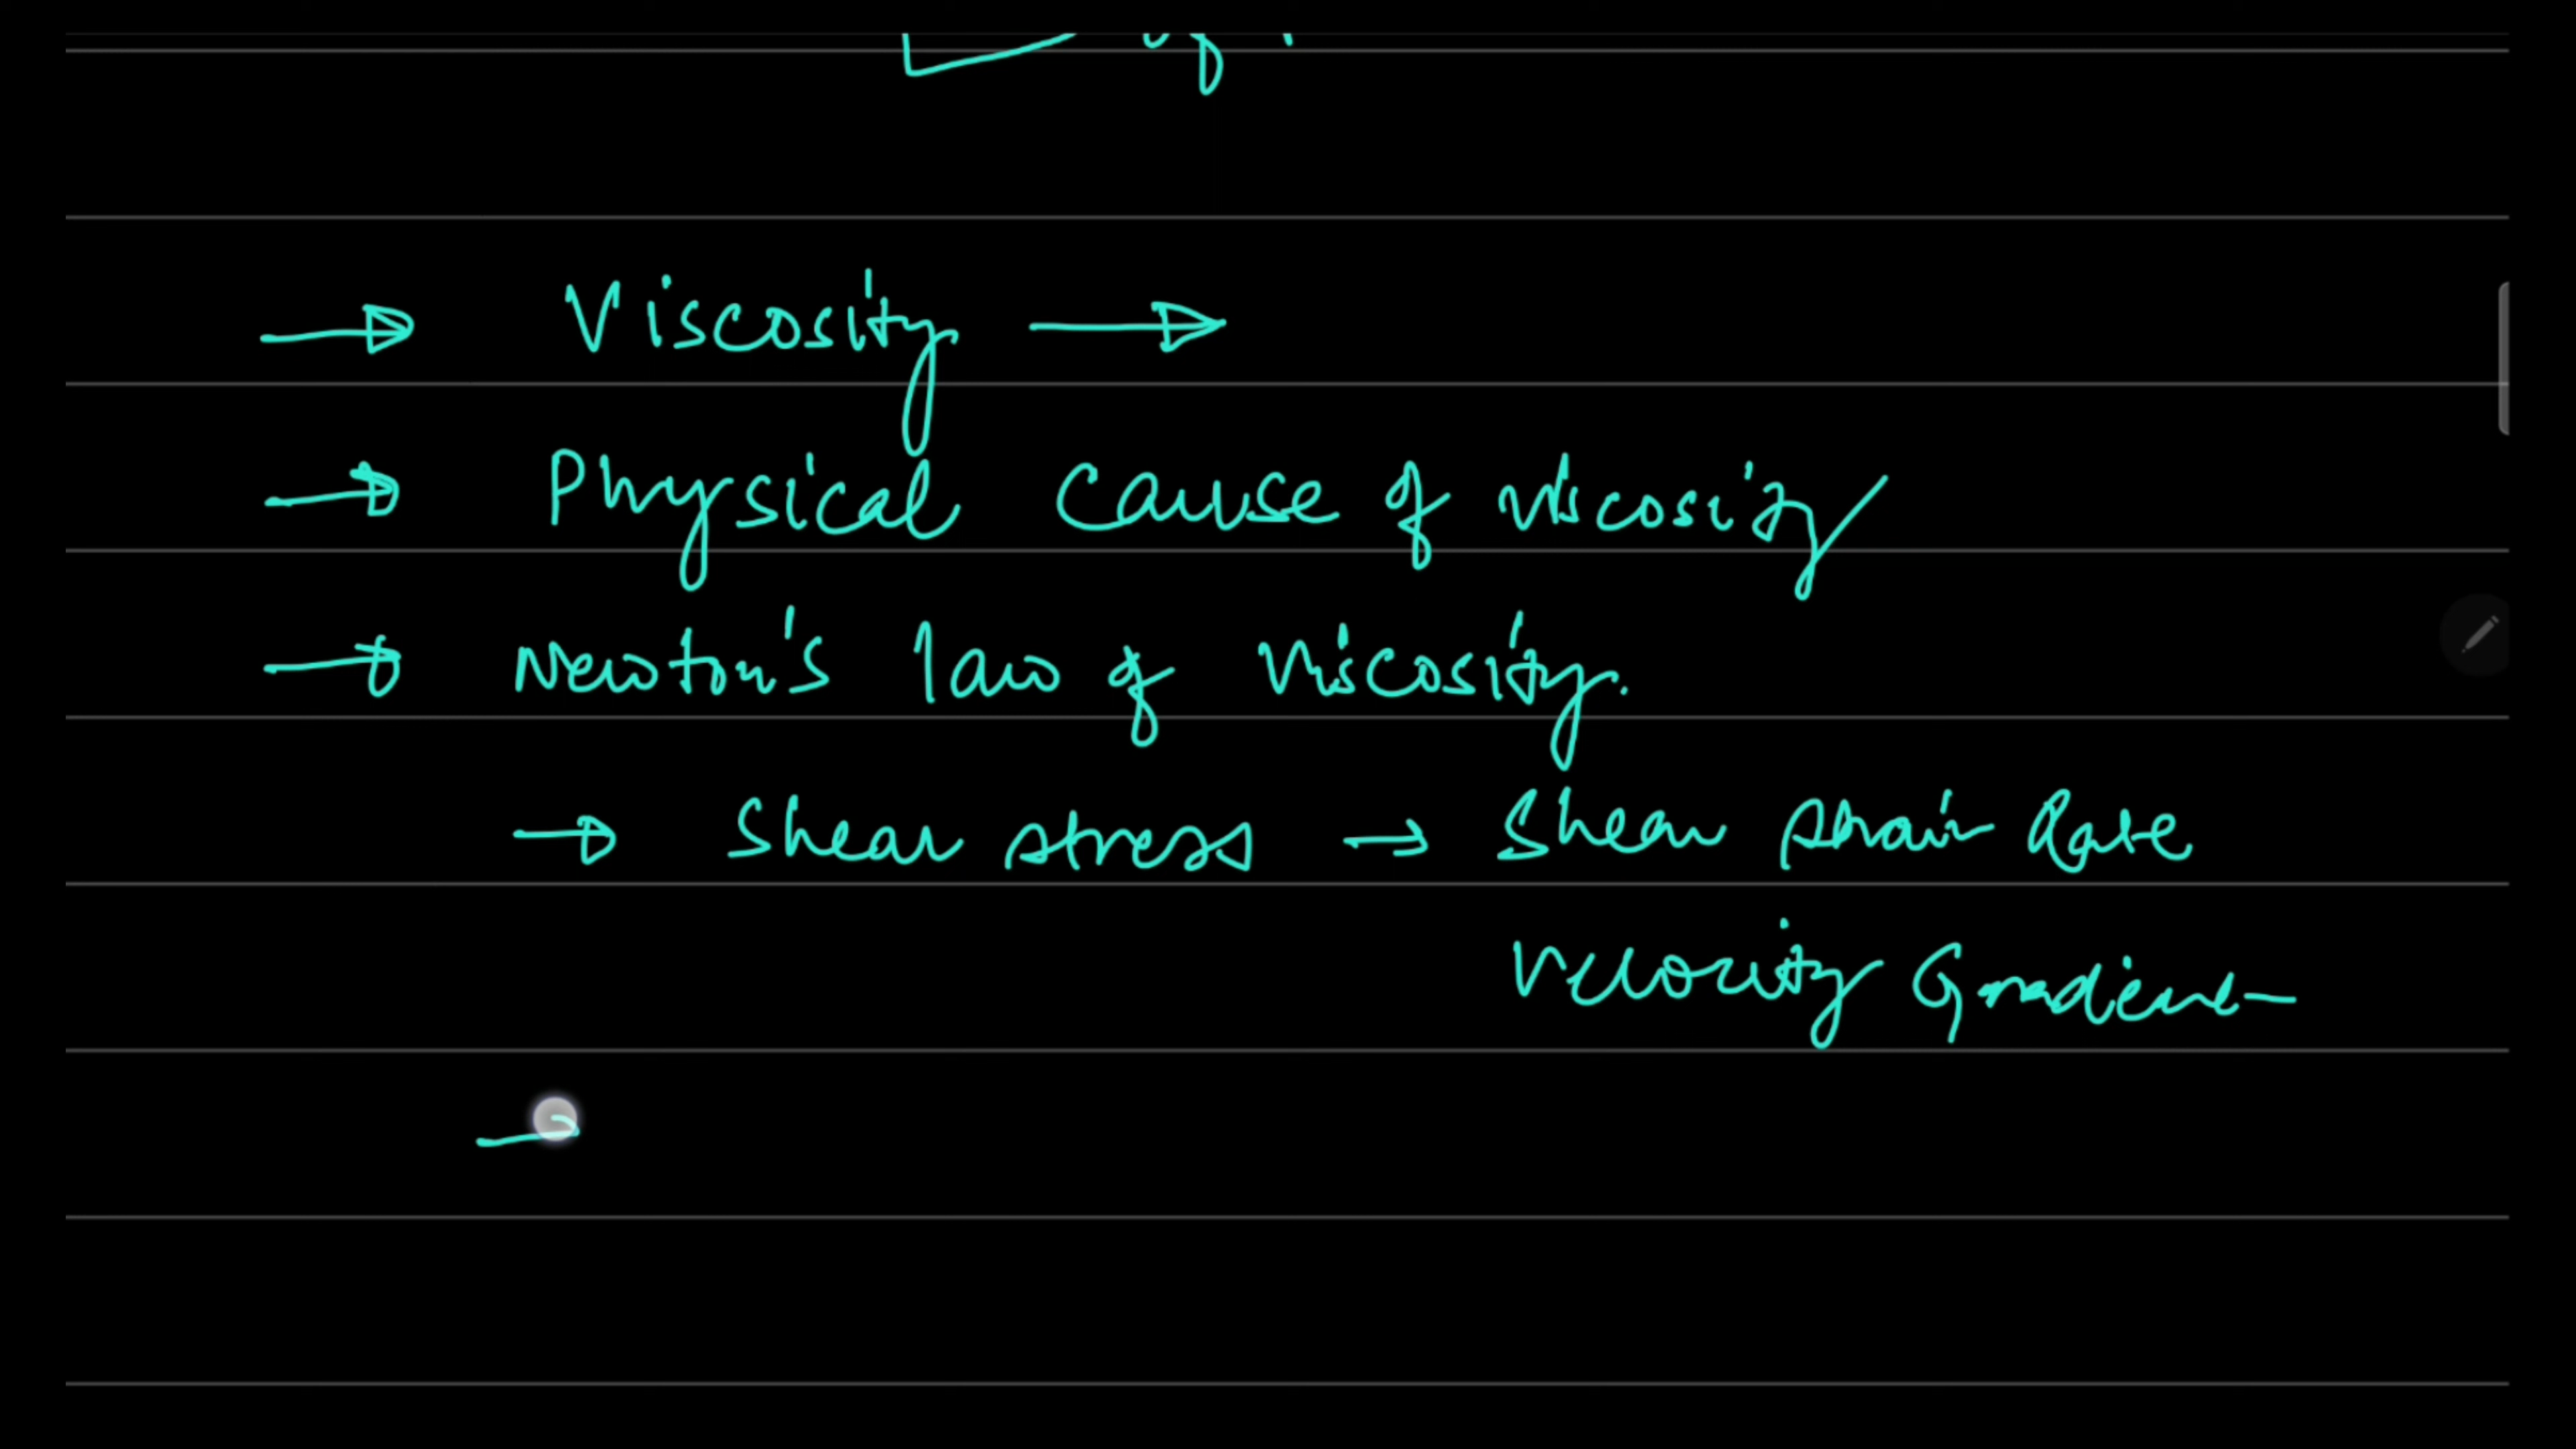 → Viscosity →
→ Physical cause of viscosity
→ Newton's law of viscosity.
→ Shear stress → Shear strain Rate
Velocity Gradient